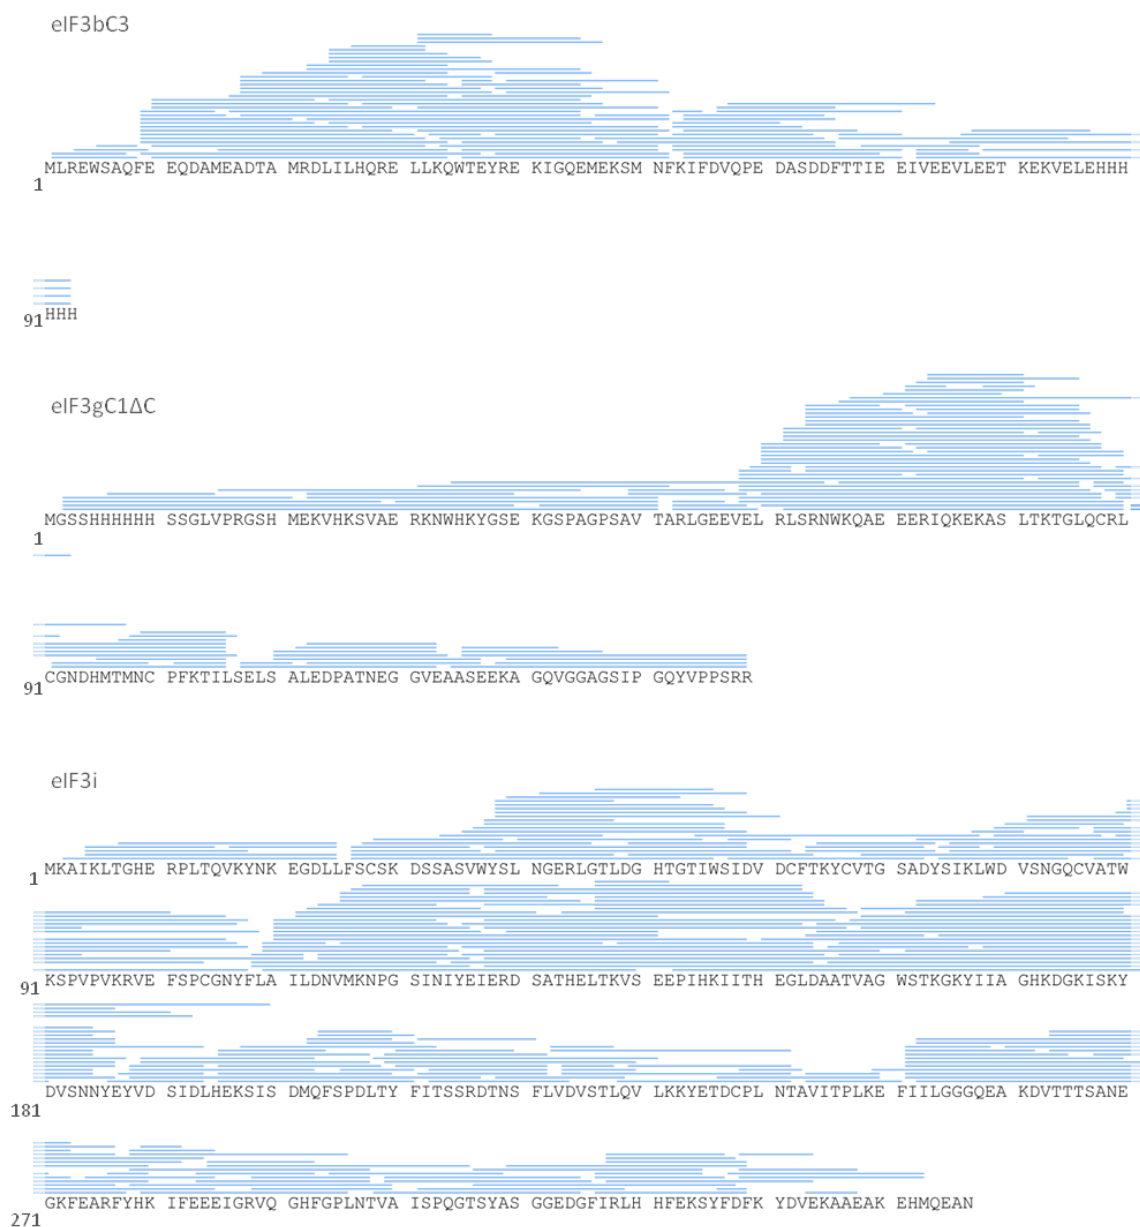 eIF3bC3
MLREWSAQFE EQDAMEADTA MRDLILHQRE LLKQWTEYRE KIGQEMEKSM NFKIFDVQPE DASDDFTTIE EIVEEVLEET KEKVELEHHH
1
91 HHH
eIF3gC1ΔC
MGSSHHHHHH SSGLVPRGSH MEKVHKSVAE RKNWHKYGSE KGSPAGPSAV TARLGEEVEL RLSRNWKQAE EERIQKEKAS LTKTGLQCRL
1
91 CGNDHMTMNC PFKTILSELS ALEDPATNEG GVEAASEEKA GQVGGAGSIP GQYVPPSRR
eIF3i
1 MKAIKLTGHE RPLTQVKYNK EGDLLFSCSK DSSASVWYSL NGERLGTLDG HTGTIWSIDV DCFTKYCVTG SADYSIKLWD VSNGQCVATW
91 KSPVPVKRVE FSPCGNYFLA ILDNVMKNPG SINIYEIERD SATHELTKVS EEPIHKIITH EGLDAATVAG WSTKGKYIIA GHKDGKISKY
DVSNNYEYVD SIDLHEKSIS DMQFSPDLTY FITSSRDTNS FLVDVSTLQV LKKYETDCPL NTAVITPLKE FIILGGGQEA KDVTTTSANE
181
GKFEARFYHK IFEEEIGRVQ GHFGPLNTVA ISPQGTSYAS GGEDGFIRLH HFEKSYFDFK YDVEKAAEAK EHMQEAN
271